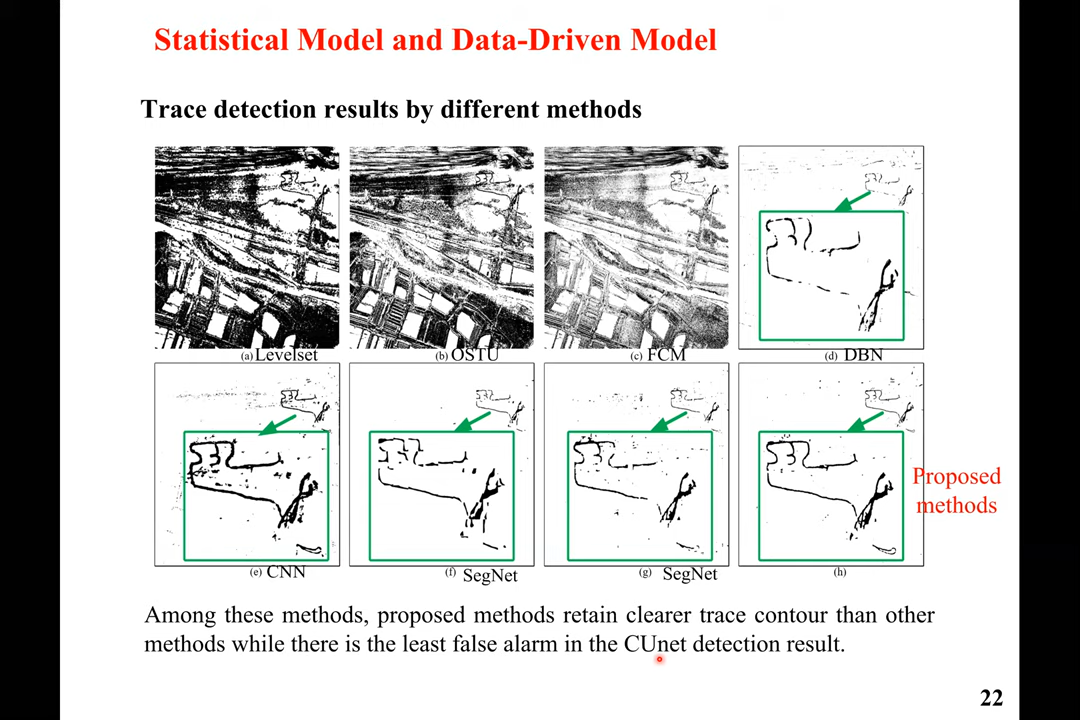 Statistical Model and Data-Driven Model
Trace detection results by different methods
(a) Levelset
(b) OSTU
(c) FCM
(d) DBN
(e) CNN
(f) SegNet
(g) SegNet
(h)
Proposed
methods
Among these methods, proposed methods retain clearer trace contour than other
methods while there is the least false alarm in the CUnet detection result.
22